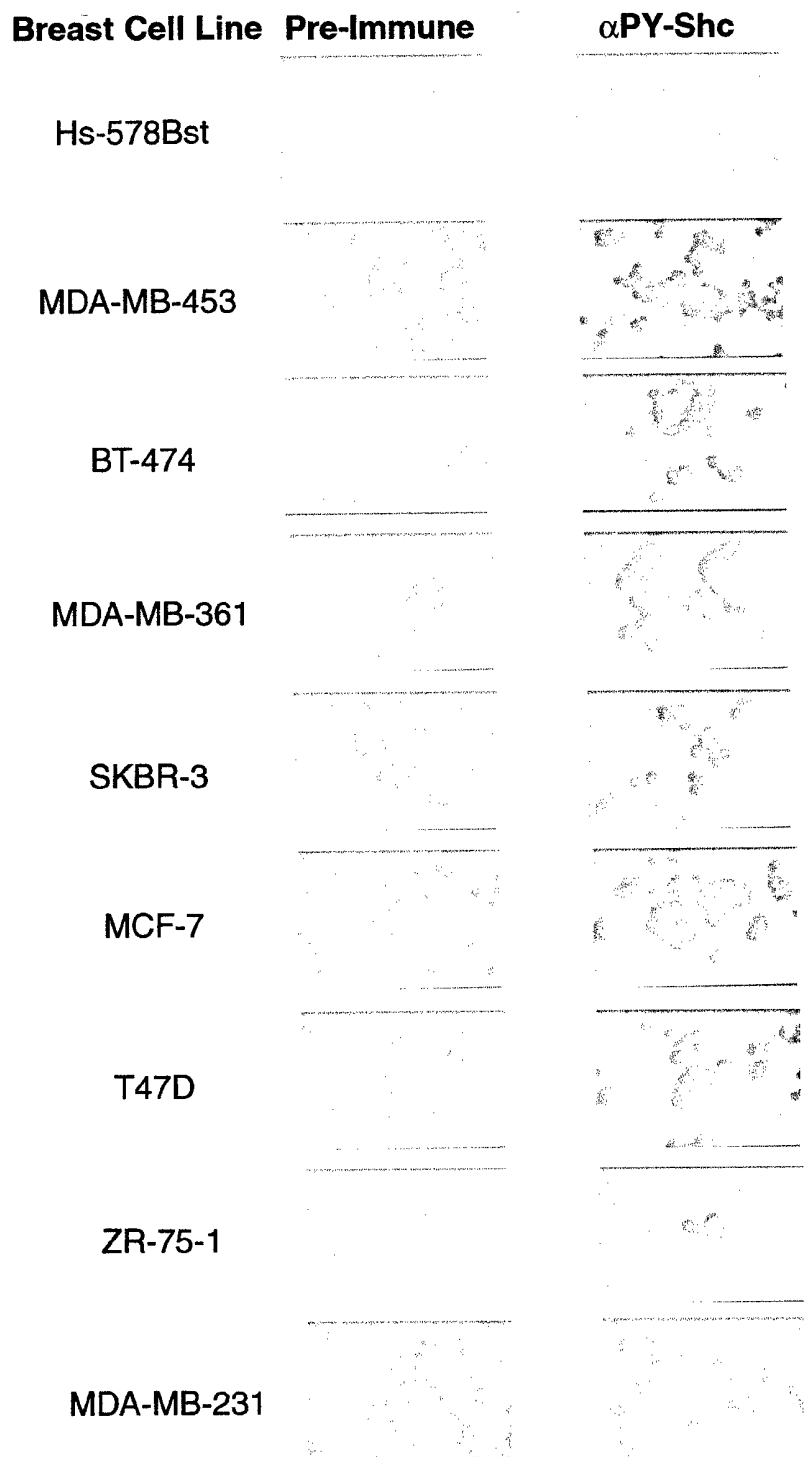 Breast Cell Line Pre-Immune αPY-Shc
Hs-578Bst
MDA-MB-453
BT-474
MDA-MB-361
SKBR-3
MCF-7
T47D
ZR-75-1
MDA-MB-231